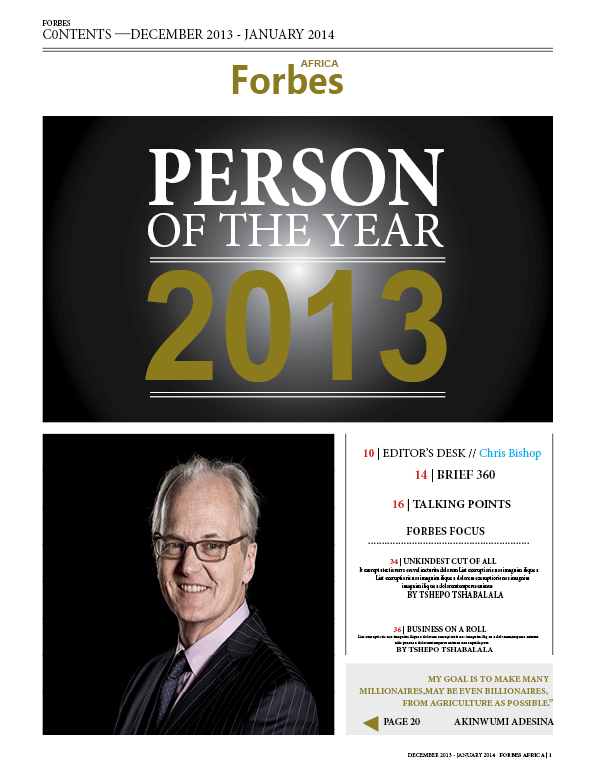 FORBES
C0NTENTS —DECEMBER 2013 - JANUARY 2014
AFRICA
Forbes
PERSON
OF THE YEAR
2013
10 | EDITOR'S DESK // Chris Bishop
14 | BRIEF 360
16 | TALKING POINTS
FORBES FOCUS
34 | UNKINDEST CUT OF ALL
BY TSHEPO TSHABALALA
36 | BUSINESS ON A ROLL
BY TSHEPO TSHABALALA
MY GOAL IS TO MAKE MANY
MILLIONAIRES,MAY BE EVEN BILLIONAIRES,
FROM AGRICULTURE AS POSSIBLE.”
PAGE 20 AKINWUMI ADESINA
DECEMBER 2013 - JANUARY 2014 FORBES AFRICA | 1